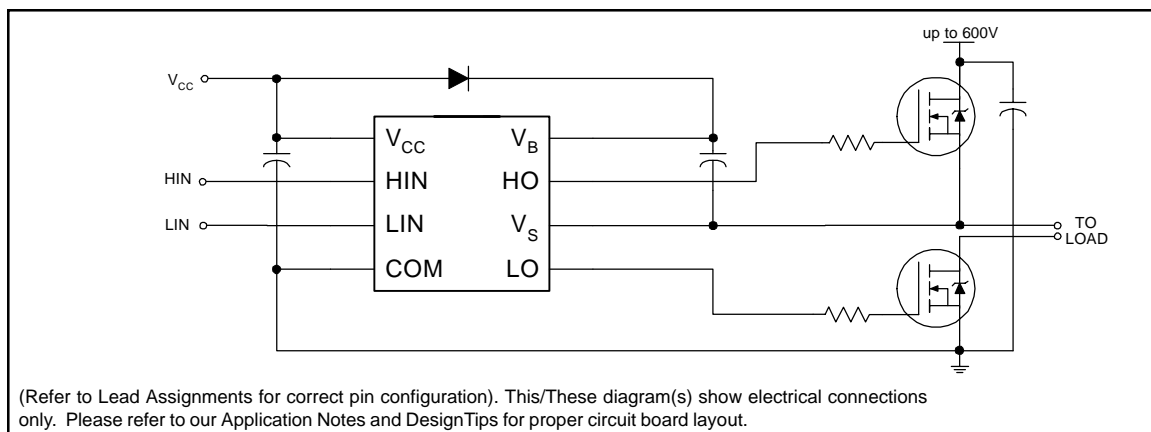 up to 600V
VCC
VCC VB
HIN HIN HO
LIN LIN VS TO
LOAD
COM LO
(Refer to Lead Assignments for correct pin configuration). This/These diagram(s) show electrical connections
only. Please refer to our Application Notes and DesignTips for proper circuit board layout.